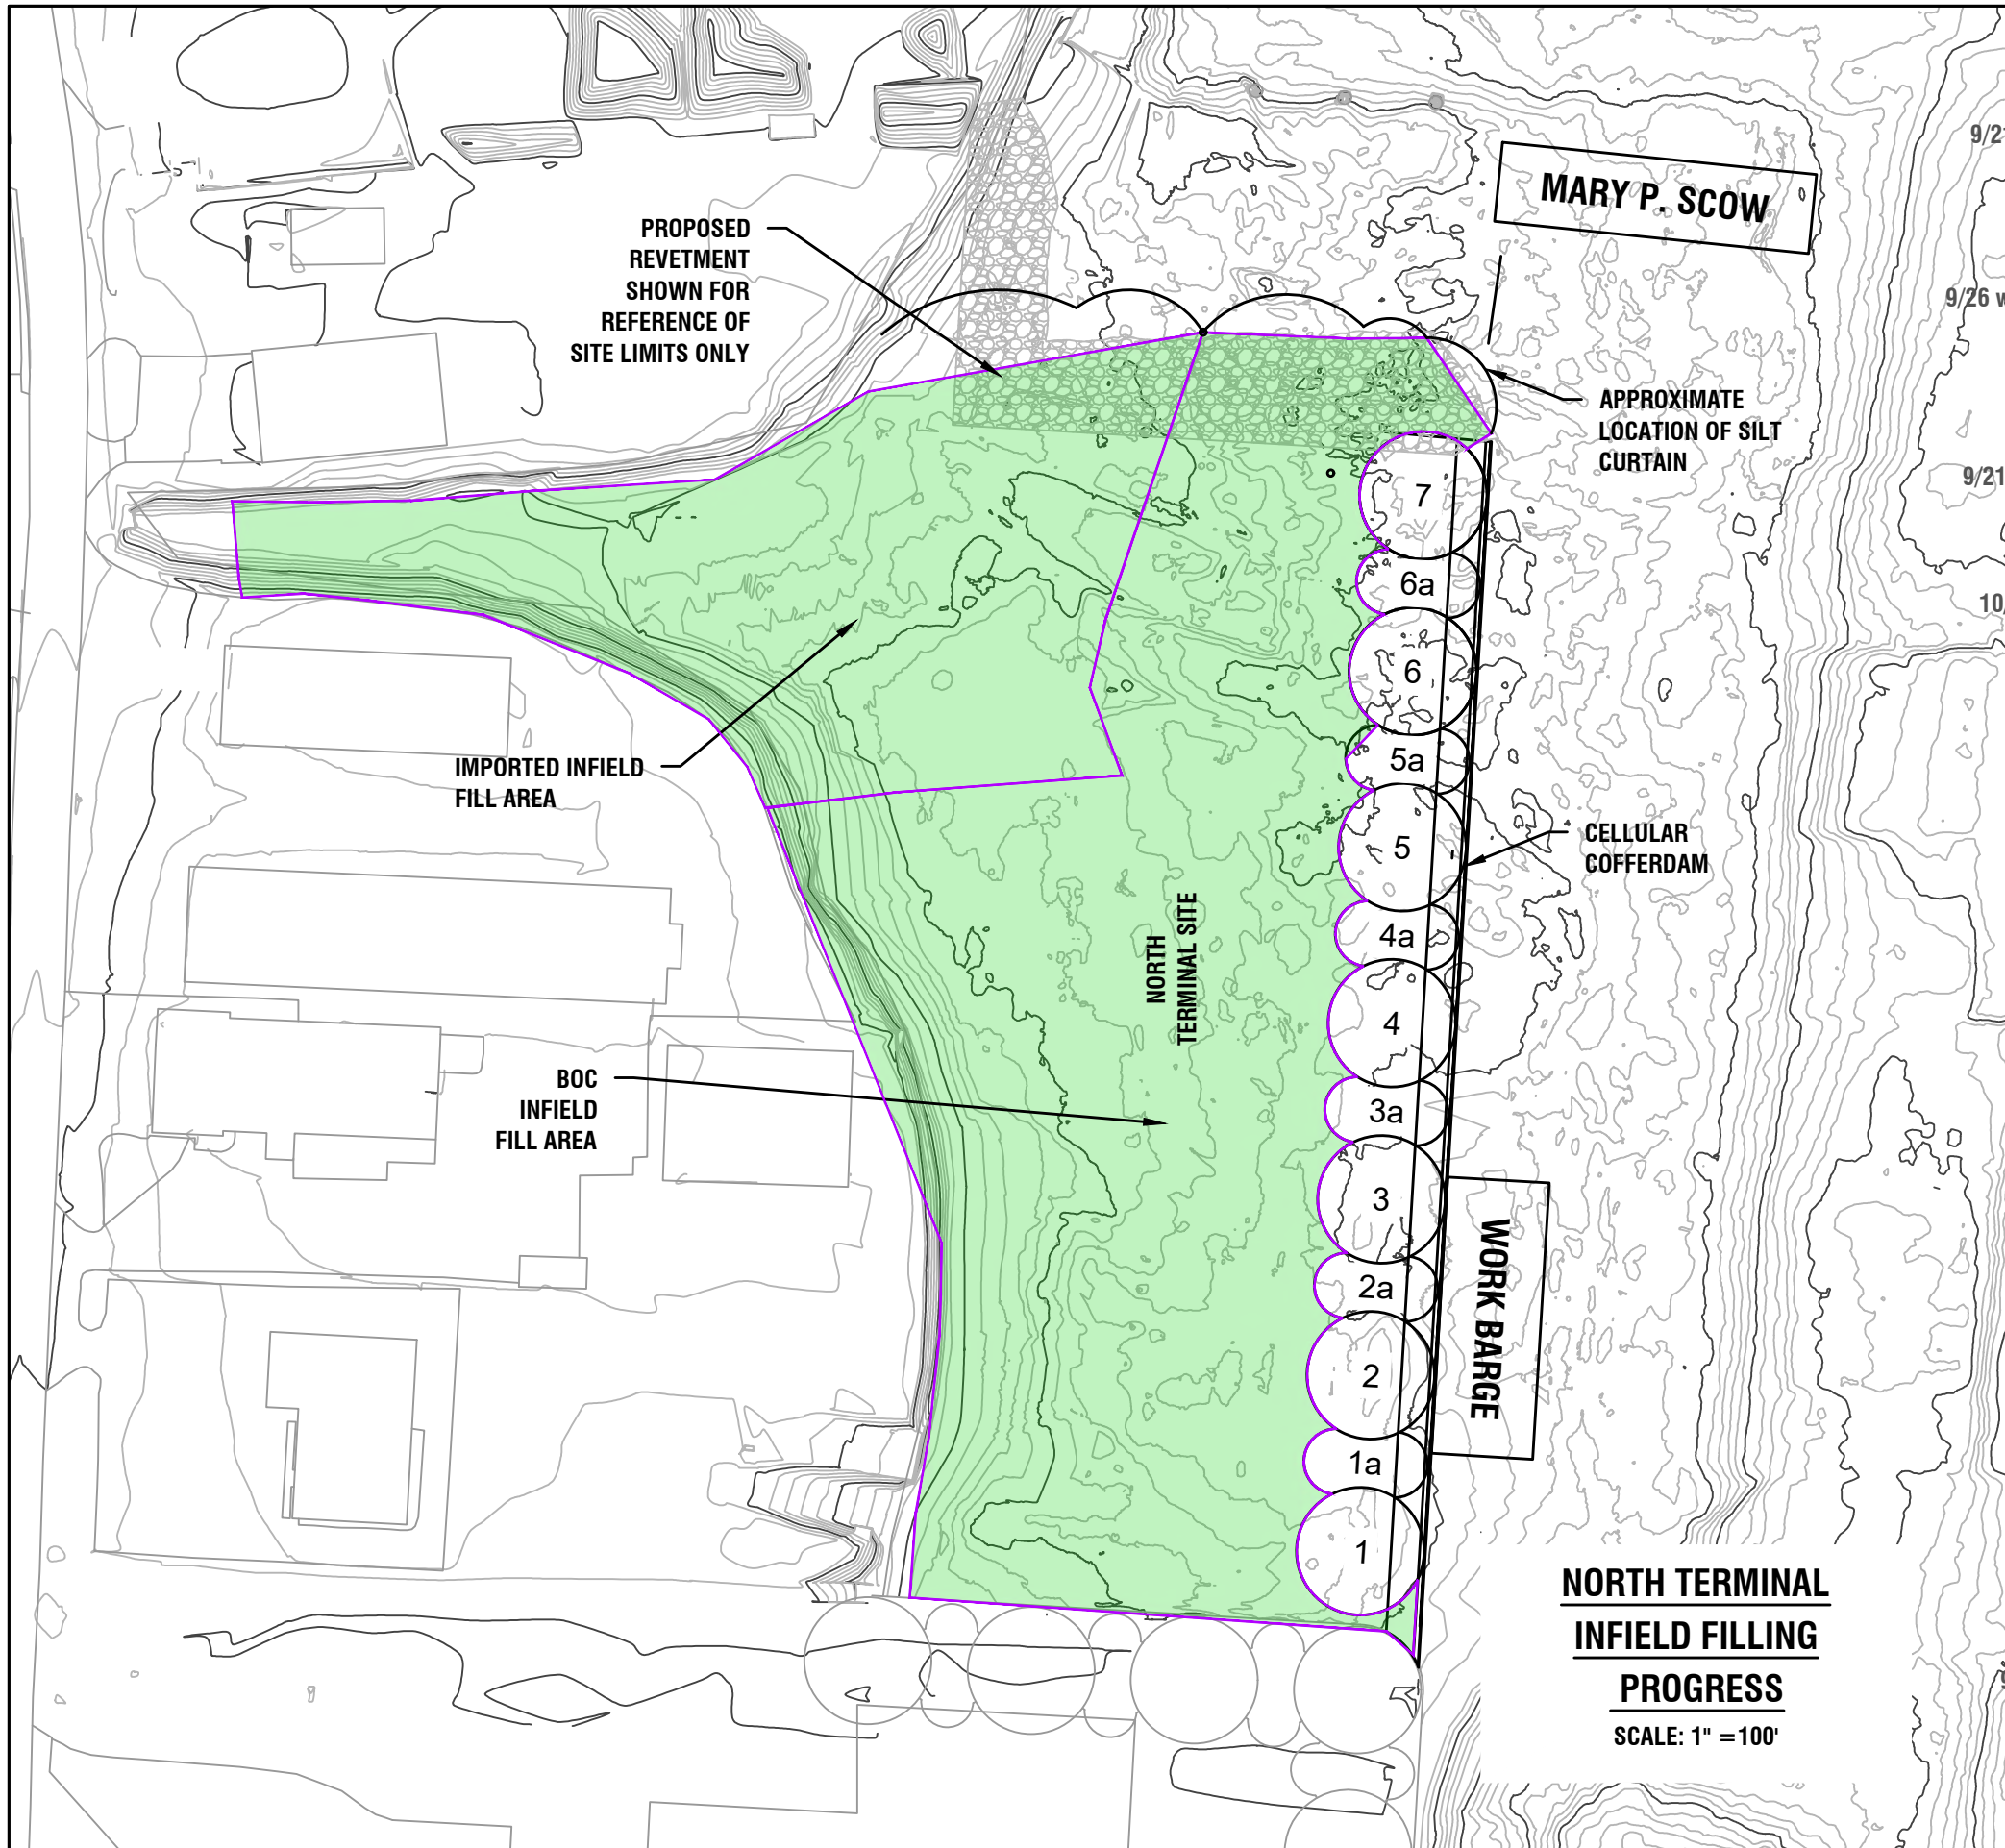 MARY P. SCOW
PROPOSED
REVETMENT
SHOWN FOR
REFERENCE OF
SITE LIMITS ONLY
APPROXIMATE
LOCATION OF SILT
CURTAIN
7
6a
6
5a
5
4a
4
3a
3
2a
2
1a
1
IMPORTED INFIELD
FILL AREA
CELLULAR
COFFERDAM
NORTH
TERMINAL SITE
BOC
INFIELD
FILL AREA
WORK BARGE
NORTH TERMINAL
INFIELD FILLING
PROGRESS
SCALE: 1" =100'
9/26
9/21